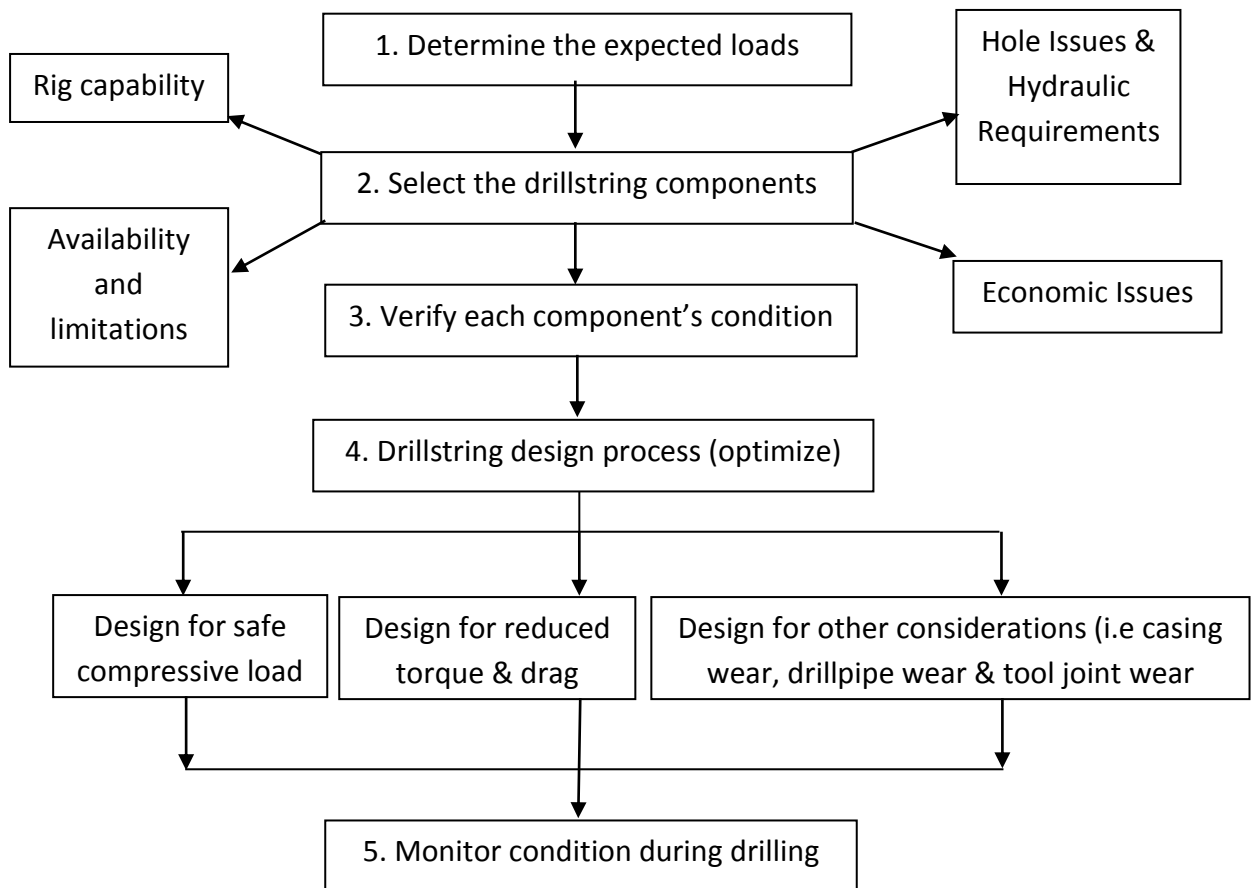 1. Determine the expected loads
Hole Issues &
Hydraulic
Requirements
Rig capability
2. Select the drillstring components
Availability
and
limitations
Economic Issues
3. Verify each component’s condition
4. Drillstring design process (optimize)
Design for safe
compressive load
Design for reduced
torque & drag
Design for other considerations (i.e casing
wear, drillpipe wear & tool joint wear
5. Monitor condition during drilling